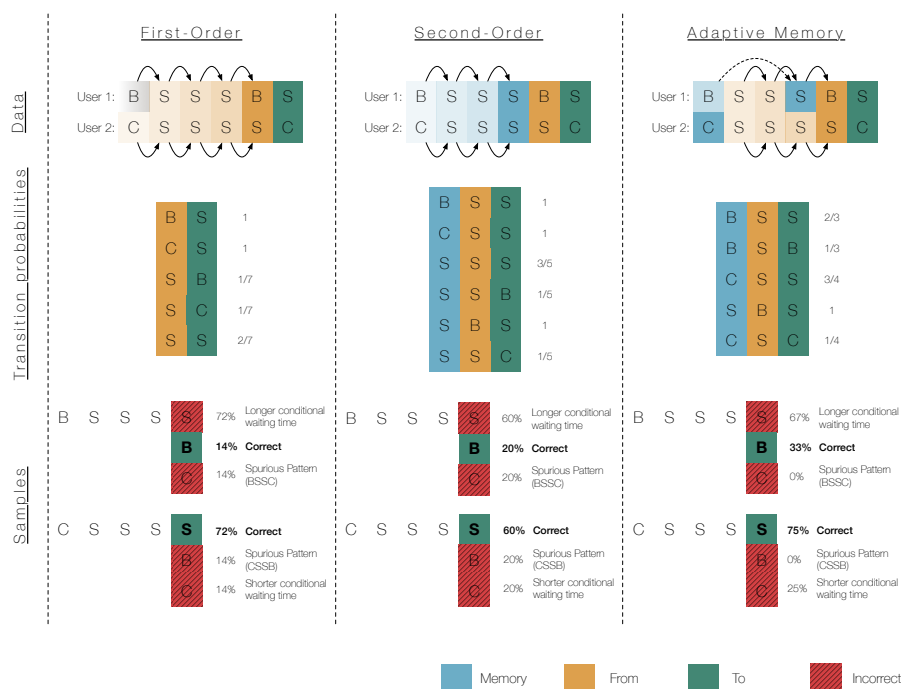 First-Order
Second-Order
Adaptive Memory
Data
User 1: B S S S B S
User 2: C S S S S C
User 1: B S S S B S
User 2: C S S S S C
User 1: B S S S B S
User 2: C S S S S C
Transition probabilities
B S 1
C S 1
S B 1/7
S C 1/7
S S 2/7
B S S 1
C S S 1
S S S 3/5
S S B 1/5
S B S 1
S S C 1/5
B S S 2/3
B S B 1/3
C S S 3/4
S B S 1
C S C 1/4
Samples
B S S S S 72% Longer conditional
waiting time
B 14% Correct
C 14% Spurious Pattern
(BSSC)
C S S S S 72% Correct
B 14% Spurious Pattern
(CSSB)
C 14% Shorter conditional
waiting time
B S S S S 60% Longer conditional
waiting time
B 20% Correct
C 20% Spurious Pattern
(BSSC)
C S S S S 60% Correct
B 20% Spurious Pattern
(CSSB)
C 20% Shorter conditional
waiting time
B S S S S 67% Longer conditional
waiting time
B 33% Correct
C 0% Spurious Pattern
(BSSC)
C S S S S 75% Correct
B 0% Spurious Pattern
(CSSB)
C 25% Shorter conditional
waiting time
Memory
From
To
Incorrect